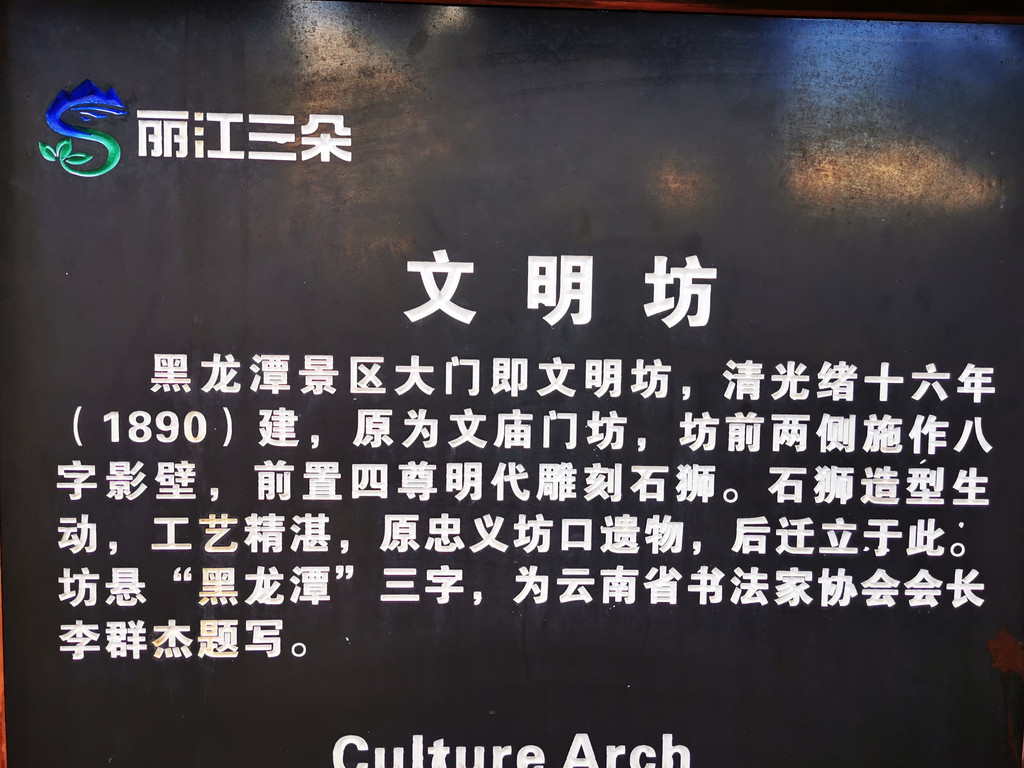 丽江三朵
文明坊
黑龙潭景区大门即文明坊，清光绪十六年
（1890）建，原为文庙门坊，坊前两侧施作八
字影壁，前置四尊明代雕刻石狮。石狮造型生
动，工艺精湛，原忠义坊口遗物，后迁立于此；
坊悬“黑龙潭”三字，为云南省书法家协会会长
李群杰题写。
Culture Arch